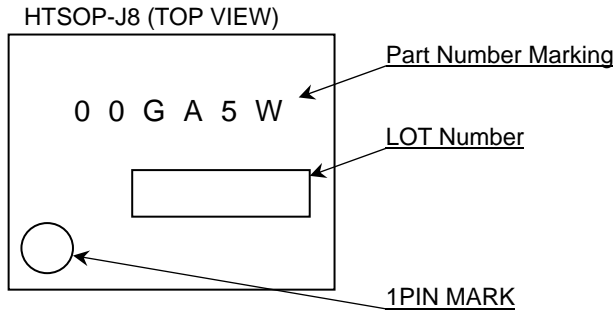 HTSOP-J8 (TOP VIEW)
Part Number Marking
0 0 G A 5 W
LOT Number
1PIN MARK